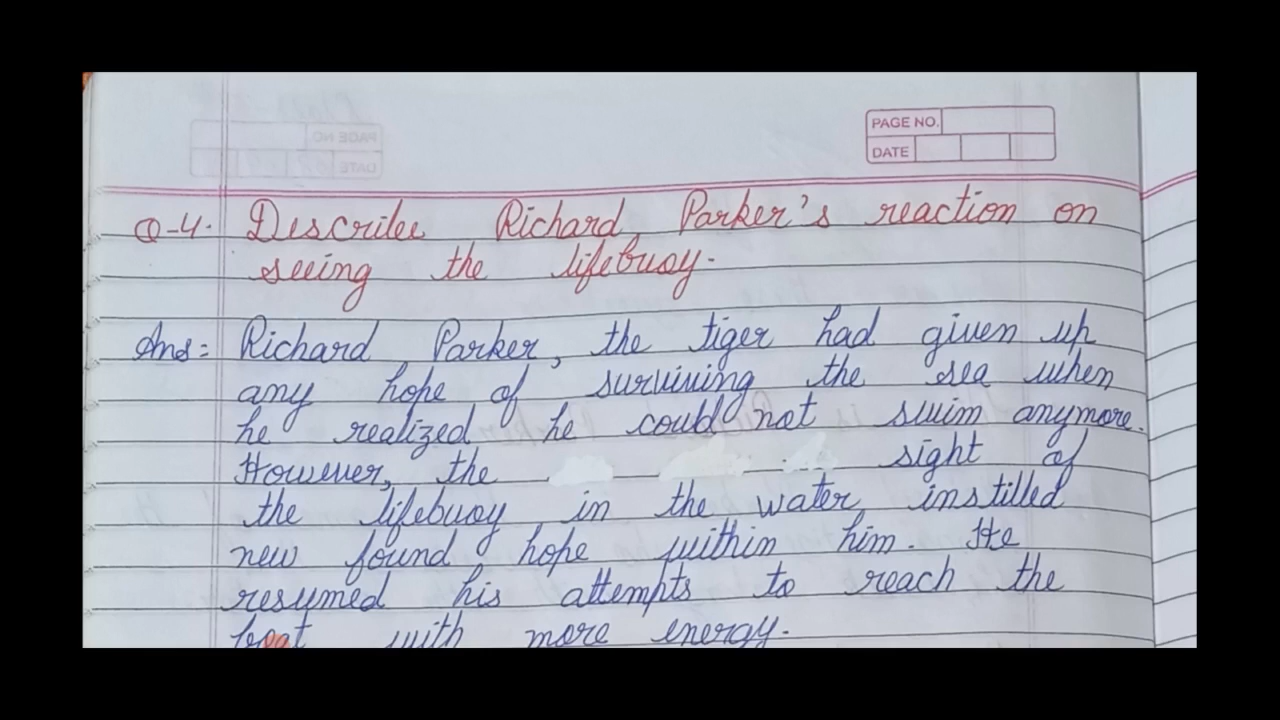 PAGE NO.
DATE
Q-4. Describe Richard Parker's reaction on
seeing the lifebuoy.
Ans: Richard Parker, the tiger had given up
any hope of surviving the sea when
he realized he could not swim anymore.
However, the sight of
the lifebuoy in the water instilled
new found hope within him. He
resumed his attempts to reach the
boat with more energy.